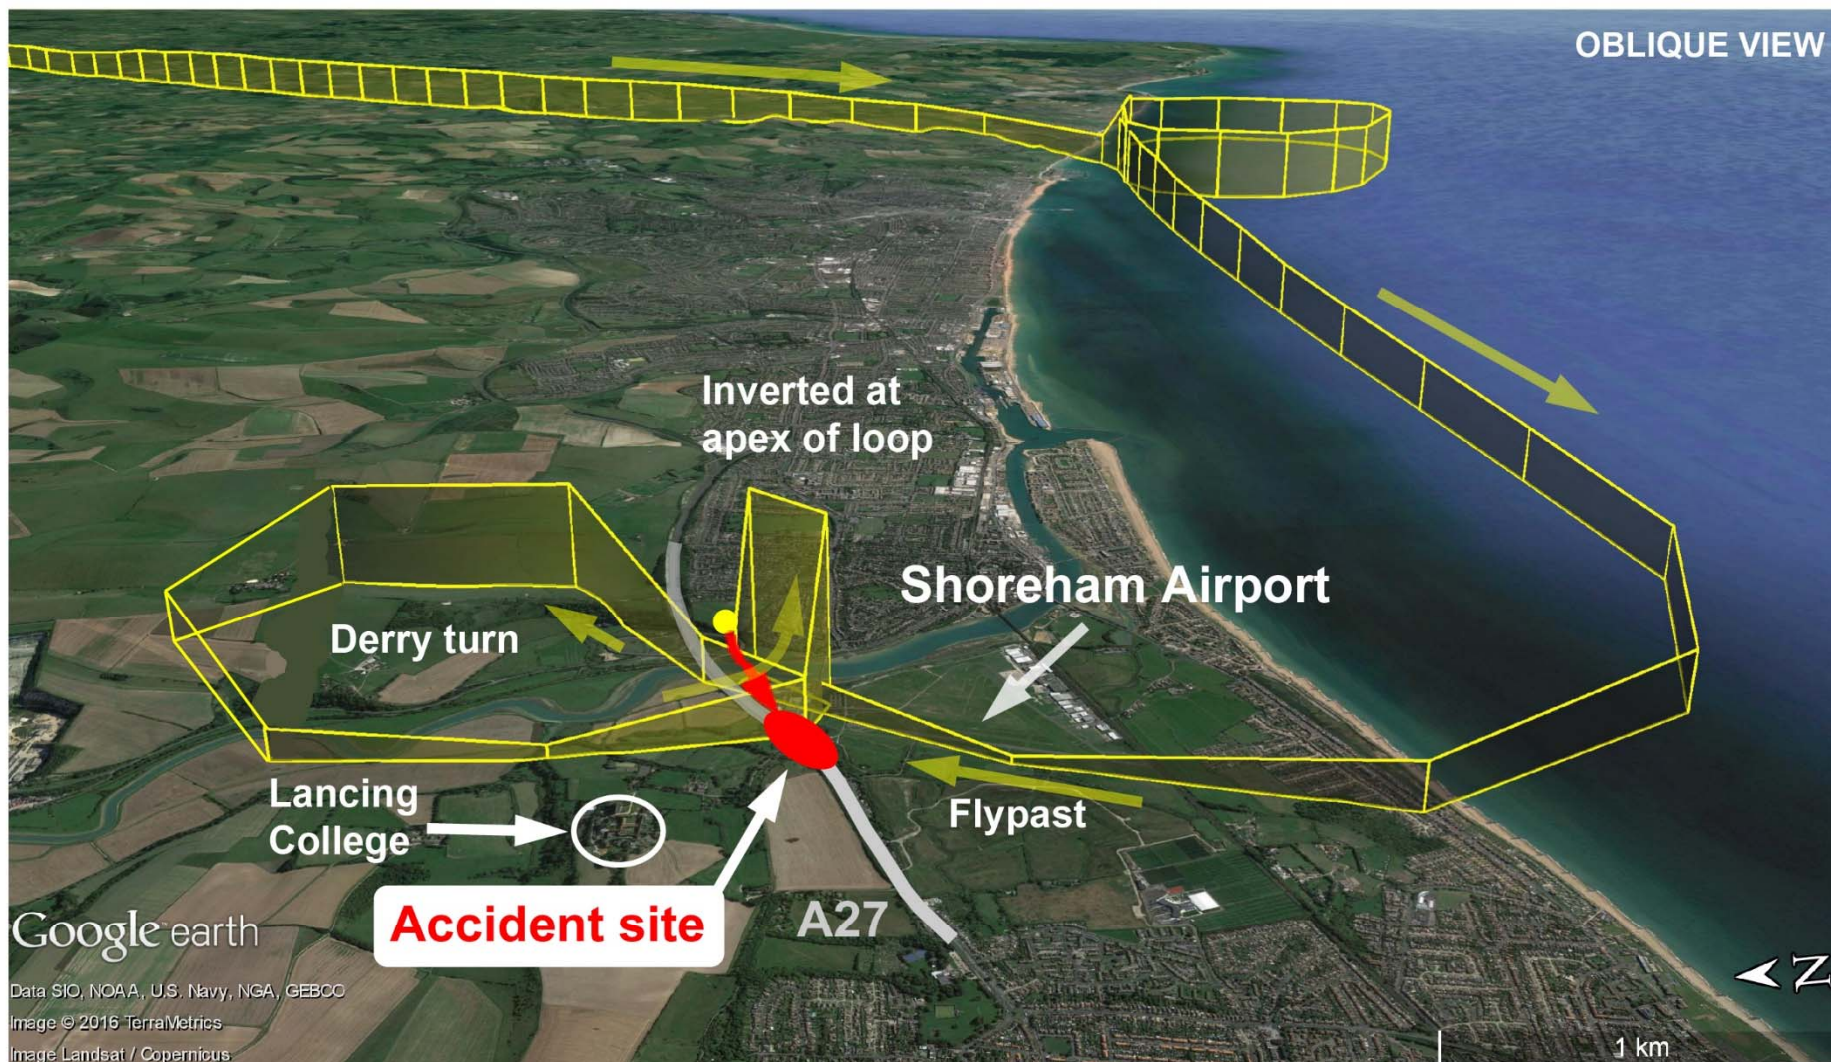 OBLIQUE VIEW
Inverted at
apex of loop
Shoreham Airport
Derry turn
Lancing
College
Flypast
Accident site
A27
Google earth
Data SIO, NOAA, U.S. Navy, NGA, GEBCO
Image © 2016 TerraMetrics
Image Landsat / Copernicus
N
1 km